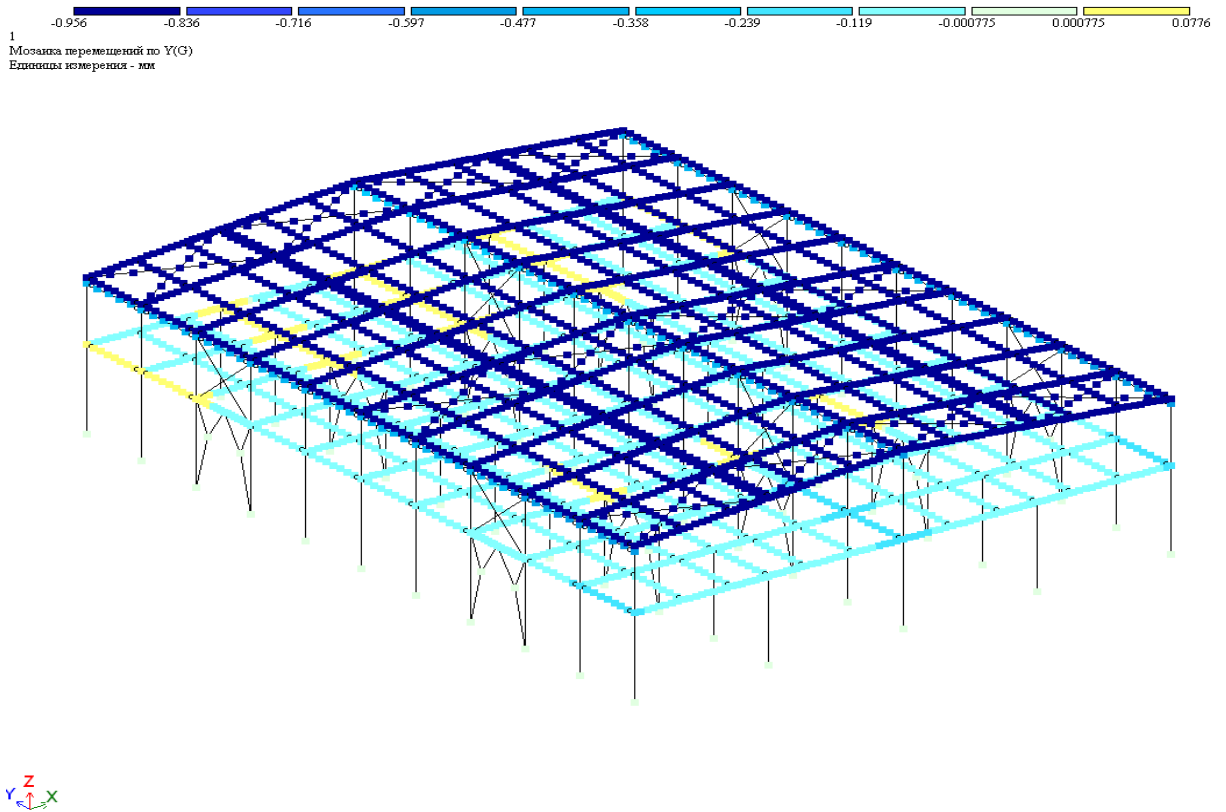 -0.956 -0.836 -0.716 -0.597 -0.477 -0.358 -0.239 -0.119 -0.000775 0.000775 0.0776
1
Мозаика перемещений по Y(G)
Единицы измерения - мм
Z
Y X